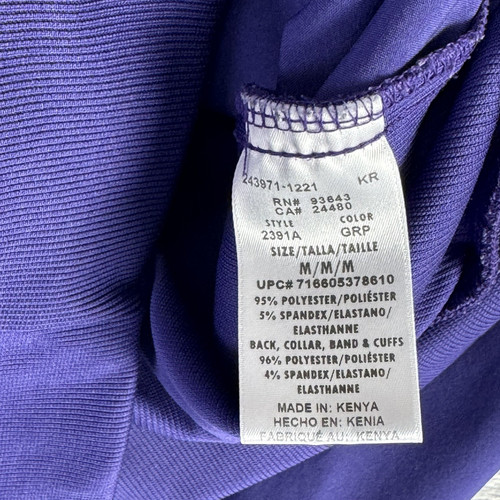 243971-1221 KR
RN# 93643
CA# 24480
STYLE COLOR
2391A GRP
SIZE/TALLA/TAILLE
M/M/M
UPC# 716605378610
95% POLYESTER/POLIÉSTER
5% SPANDEX/ELASTANO/
ELASTHANNE
BACK, COLLAR, BAND & CUFFS
96% POLYESTER/POLIÉSTER
4% SPANDEX/ELASTANO/
ELASTHANNE
MADE IN: KENYA
HECHO EN: KENIA
FABRIQUÉ AU: KENYA